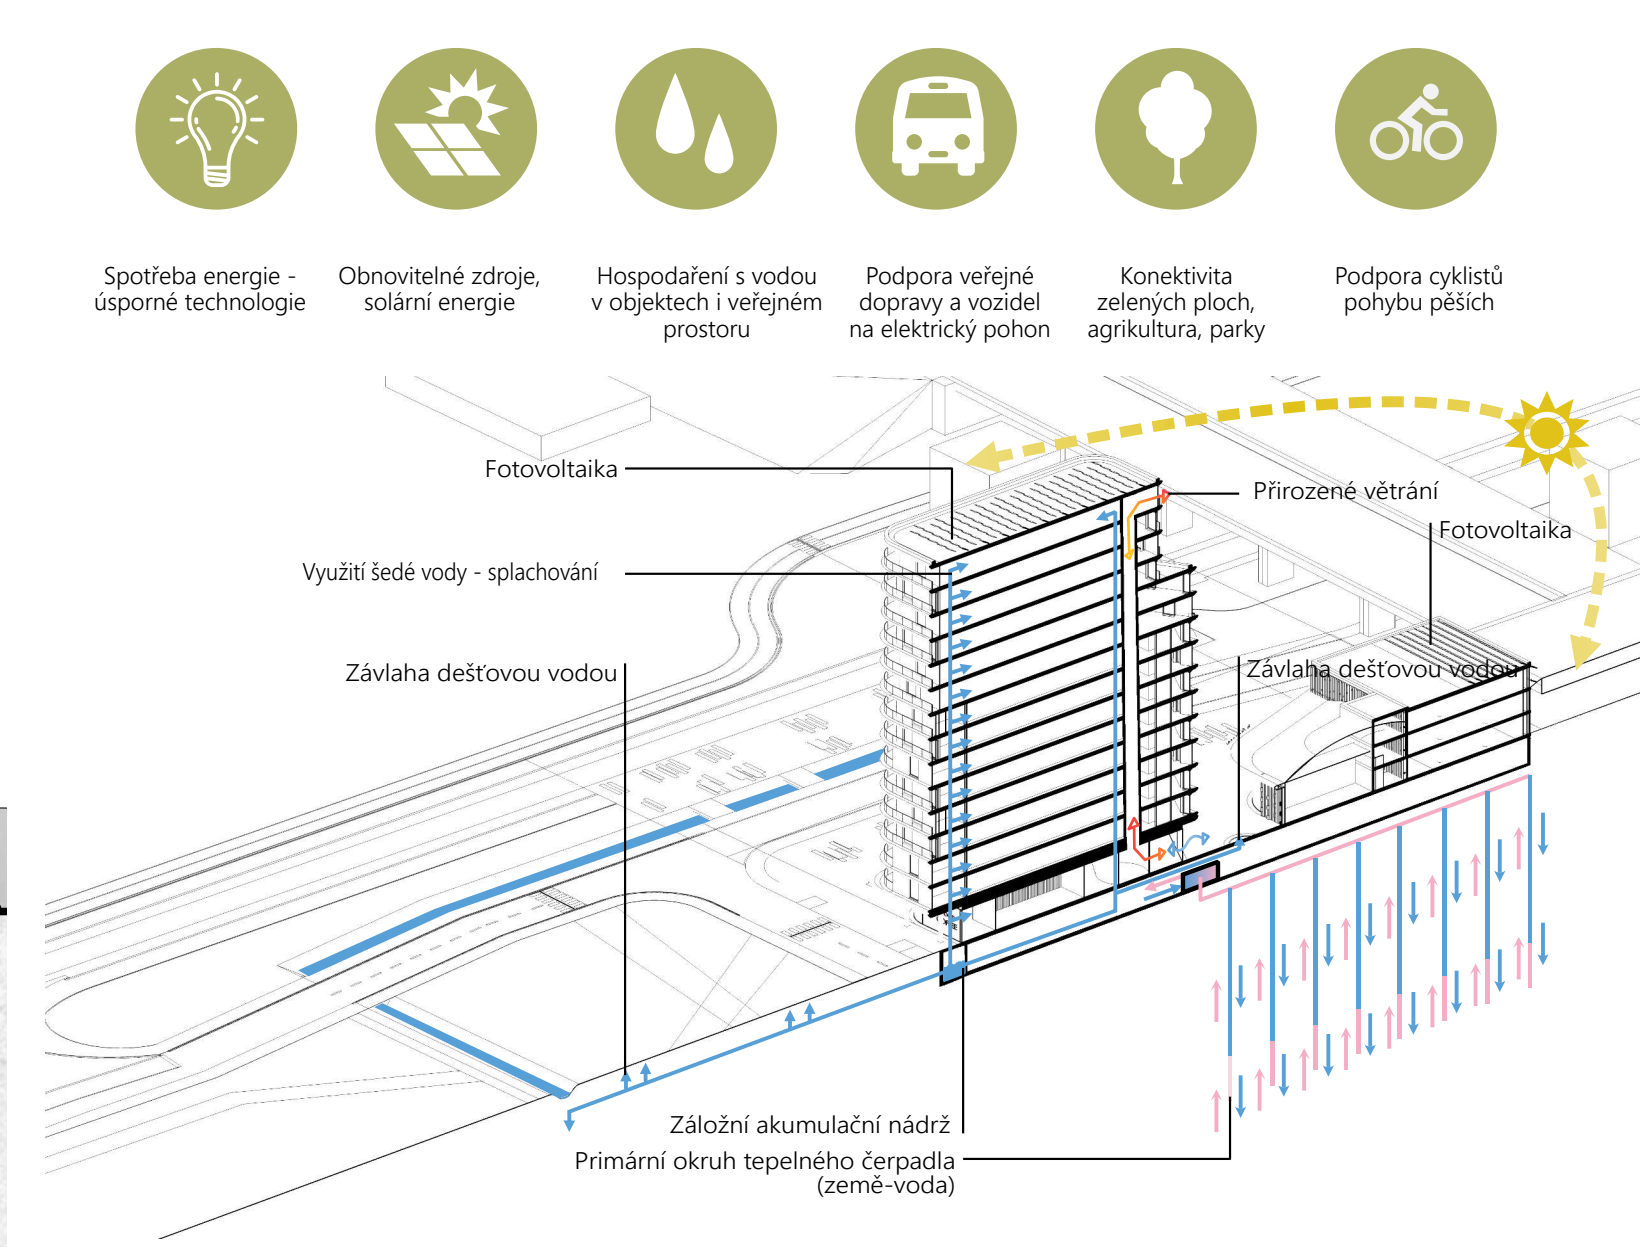 Spotřeba energie -
úsporné technologie
Obnovitelné zdroje,
solární energie
Hospodaření s vodou
v objektech i veřejném
prostoru
Podpora veřejné
dopravy a vozidel
na elektrický pohon
Konektivita
zelených ploch,
agrikultura, parky
Podpora cyklistů
pohybu pěších
Fotovoltaika
Přirozené větrání
Fotovoltaika
Využití šedé vody - splachování
Závlaha dešťovou vodou
Závlaha dešťovou vodou
Záložní akumulační nádrž
Primární okruh tepelného čerpadla
(země-voda)